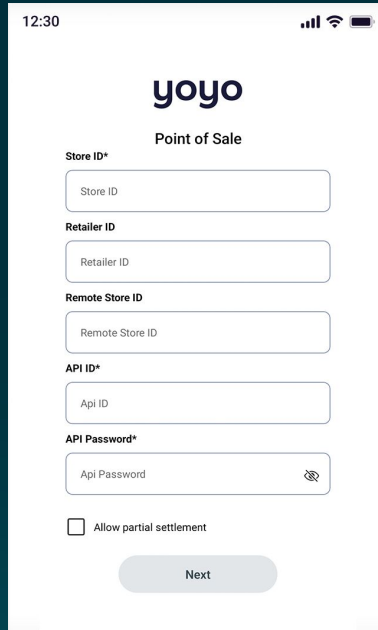 12:30
yoyo
Point of Sale
Store ID*
Store ID
Retailer ID
Retailer ID
Remote Store ID
Remote Store ID
API ID*
Api ID
API Password*
Api Password
Allow partial settlement
Next